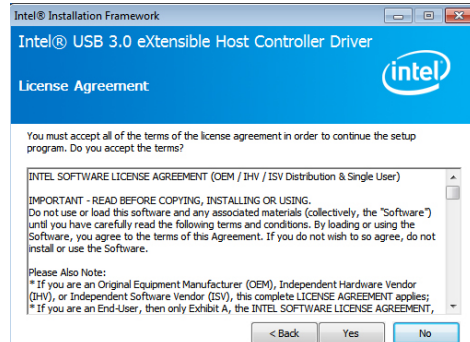 Intel® Installation Framework
Intel® USB 3.0 eXtensible Host Controller Driver
License Agreement
(intel)
You must accept all of the terms of the license agreement in order to continue the setup
program. Do you accept the terms?
INTEL SOFTWARE LICENSE AGREEMENT (OEM / IHV / ISV Distribution & Single User)
IMPORTANT - READ BEFORE COPYING, INSTALLING OR USING.
Do not use or load this software and any associated materials (collectively, the "Software")
until you have carefully read the following terms and conditions. By loading or using the
Software, you agree to the terms of this Agreement. If you do not wish to so agree, do not
install or use the Software.
Please Also Note:
* If you are an Original Equipment Manufacturer (OEM), Independent Hardware Vendor
(IHV), or Independent Software Vendor (ISV), this complete LICENSE AGREEMENT applies;
* If you are an End-User, then only Exhibit A, the INTEL SOFTWARE LICENSE AGREEMENT,
< Back Yes No